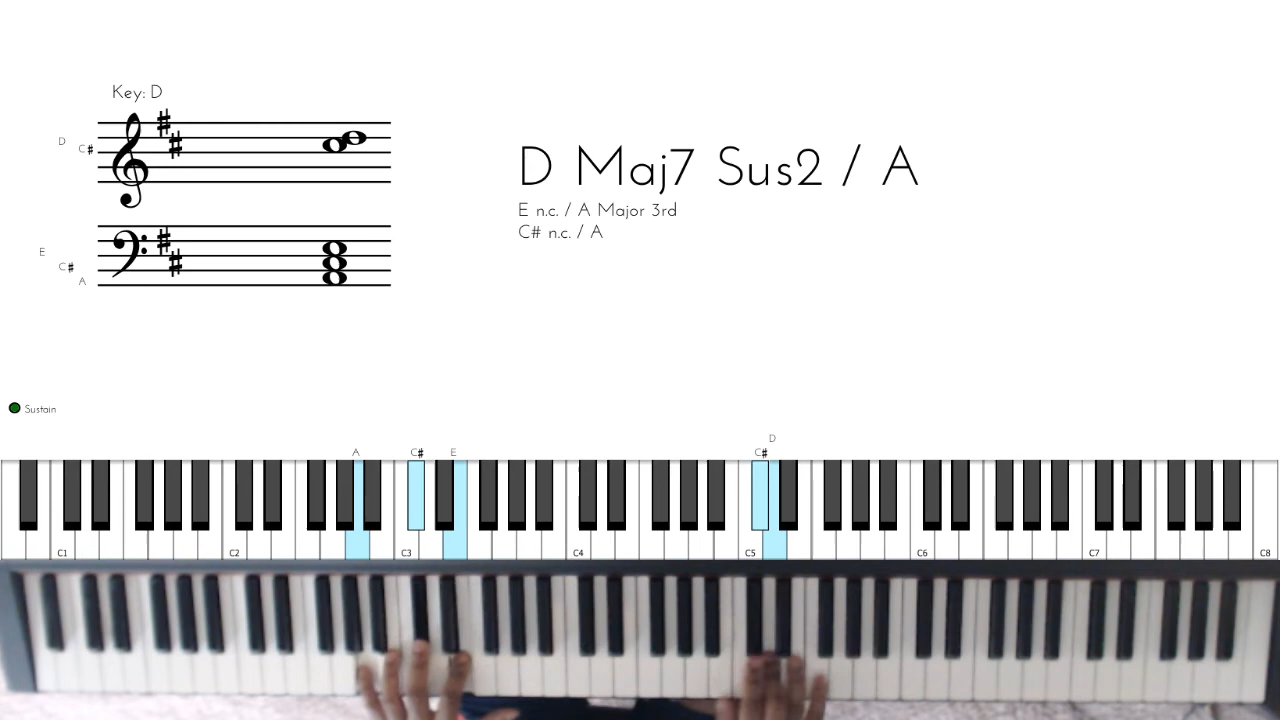 Key: D
D
C#
E
C#
A
D Maj7 Sus2 / A
E n.c. / A Major 3rd
C# n.c. / A
Sustain
D
A C# E C#
C1 C2 C3 C4 C5 C6 C7 C8